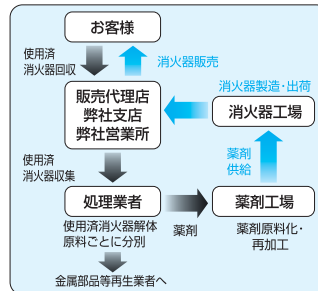 お客様
使用済
消火器回収
消火器販売
消火器製造・出荷
販売代理店
弊社支店
弊社営業所
消火器工場
使用済
消火器収集
薬剤
供給
処理業者
薬剤工場
使用済消火器解体
原料ごとに分別
薬剤
薬剤原料化・
再加工
金属部品等再生業者へ